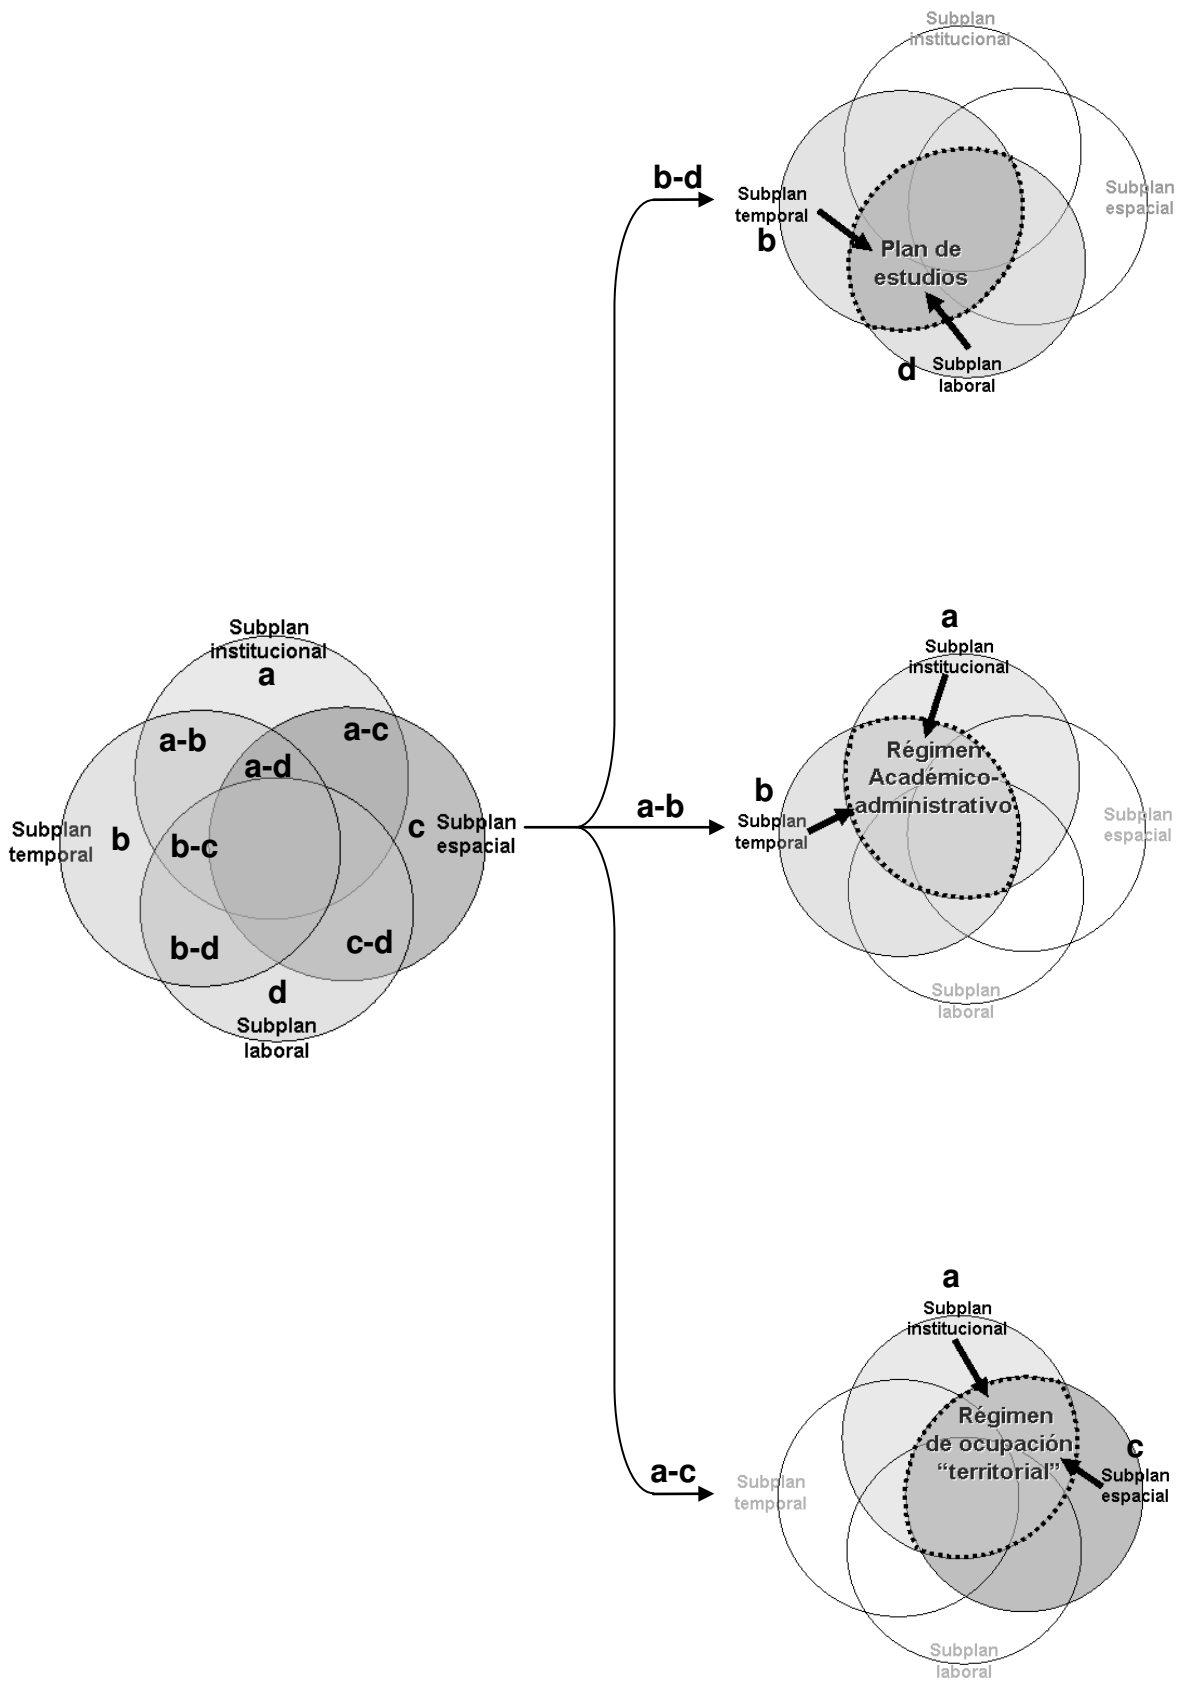 Subplan
institucional
a
a-b
a-c
a-d
Subplan
temporal
b
b-c
c
Subplan
espacial
b-d
c-d
d
Subplan
laboral
b-d
Subplan
institucional
Subplan
temporal
b
Subplan
espacial
Plan de
estudios
d
Subplan
laboral
a-b
a
Subplan
institucional
b
Subplan
temporal
Régimen
Académico-
administrativo
Subplan
espacial
Subplan
laboral
a-c
a
Subplan
institucional
Subplan
temporal
Régimen
de ocupación
“territorial”
c
Subplan
espacial
Subplan
laboral